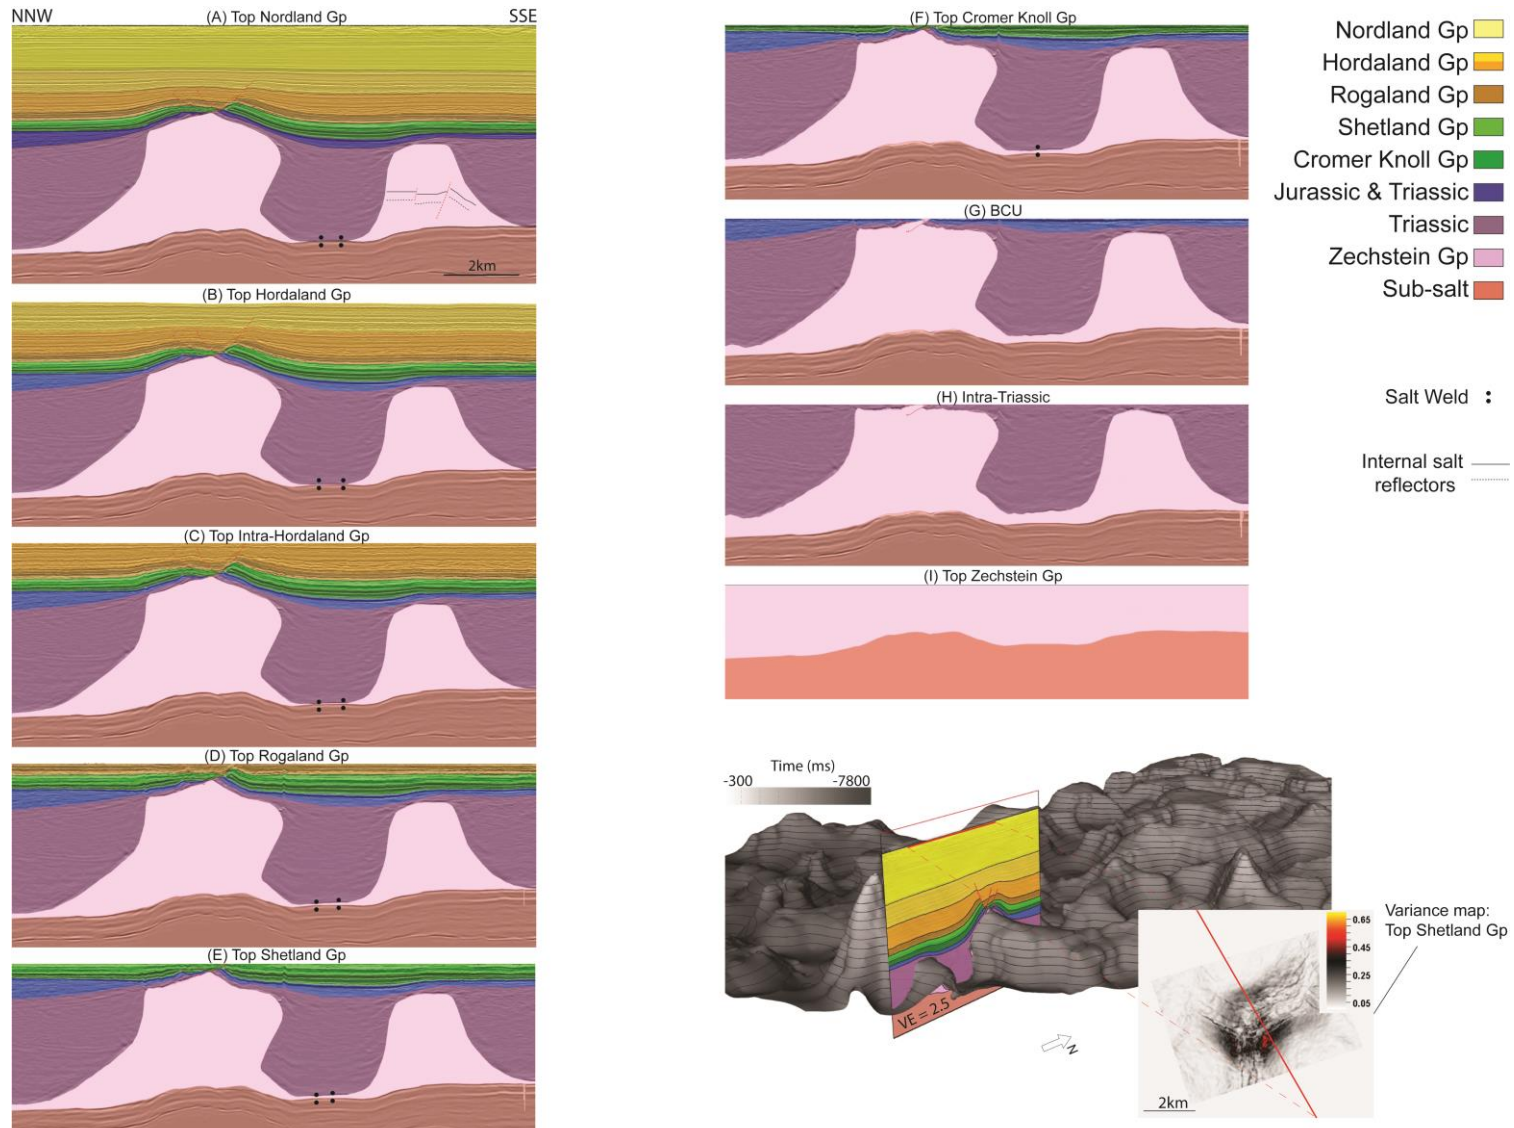 NNW
(A) Top Nordland Gp
SSE
2km
(B) Top Hordaland Gp
(C) Top Intra-Hordaland Gp
(D) Top Rogaland Gp
(E) Top Shetland Gp
(F) Top Cromer Knoll Gp
(G) BCU
(H) Intra-Triassic
(I) Top Zechstein Gp
Nordland Gp
Hordaland Gp
Rogaland Gp
Shetland Gp
Cromer Knoll Gp
Jurassic & Triassic
Triassic
Zechstein Gp
Sub-salt
Salt Weld
Internal salt
reflectors
Time (ms)
-300
-7800
VE = 2.5
N
0.65
0.45
0.25
0.05
2km
Variance map:
Top Shetland Gp